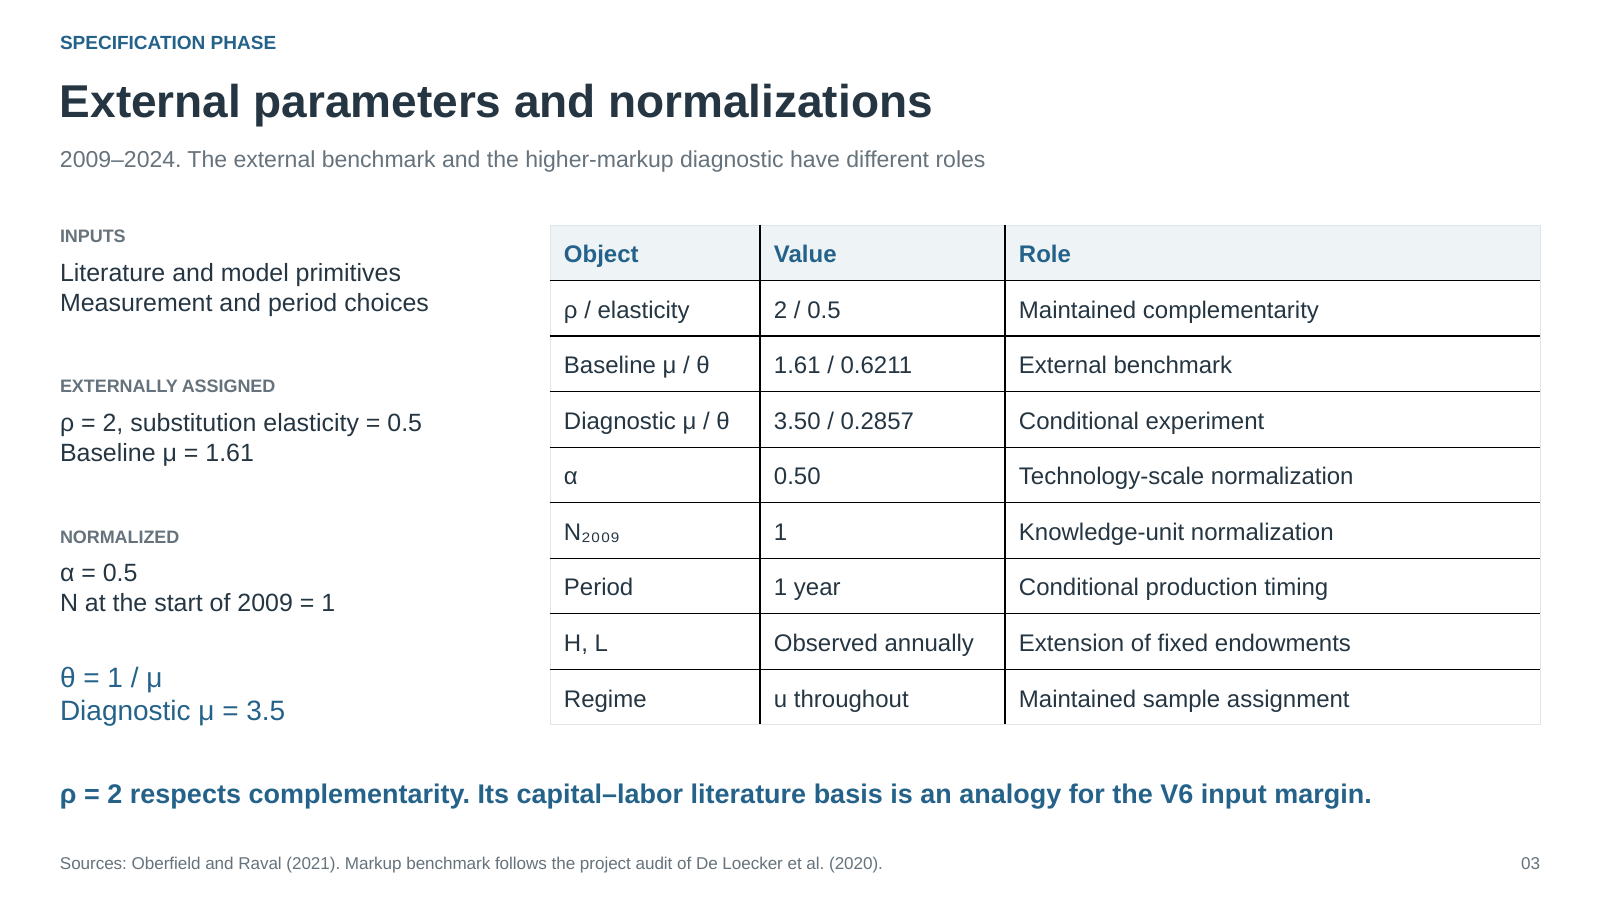 SPECIFICATION PHASE
External parameters and normalizations
2009–2024. The external benchmark and the higher-markup diagnostic have different roles
INPUTS
Literature and model primitives
Measurement and period choices
EXTERNALLY ASSIGNED
ρ = 2, substitution elasticity = 0.5
Baseline μ = 1.61
NORMALIZED
α = 0.5
N at the start of 2009 = 1
θ = 1 / μ
Diagnostic μ = 3.5
Object Value Role
ρ / elasticity 2 / 0.5 Maintained complementarity
Baseline μ / θ 1.61 / 0.6211 External benchmark
Diagnostic μ / θ 3.50 / 0.2857 Conditional experiment
α 0.50 Technology-scale normalization
N₂₀₀₉ 1 Knowledge-unit normalization
Period 1 year Conditional production timing
H, L Observed annually Extension of fixed endowments
Regime u throughout Maintained sample assignment
ρ = 2 respects complementarity. Its capital–labor literature basis is an analogy for the V6 input margin.
Sources: Oberfield and Raval (2021). Markup benchmark follows the project audit of De Loecker et al. (2020).
03